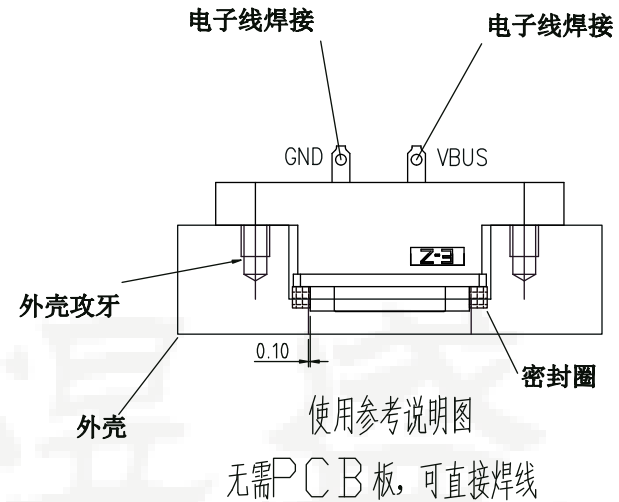 电子线焊接
电子线焊接
GND
VBUS
Z-3
外壳攻牙
0.10
密封圈
外壳
使用参考说明图
无需PCB板，可直接焊线